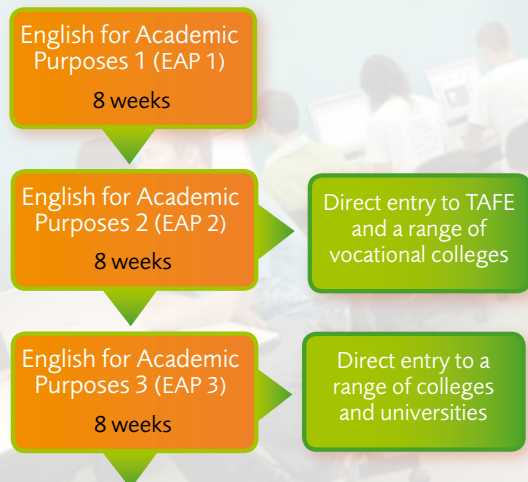 English for Academic
Purposes 1 (EAP 1)
8 weeks
English for Academic
Purposes 2 (EAP 2)
8 weeks
Direct entry to TAFE
and a range of
vocational colleges
English for Academic
Purposes 3 (EAP 3)
8 weeks
Direct entry to a
range of colleges
and universities